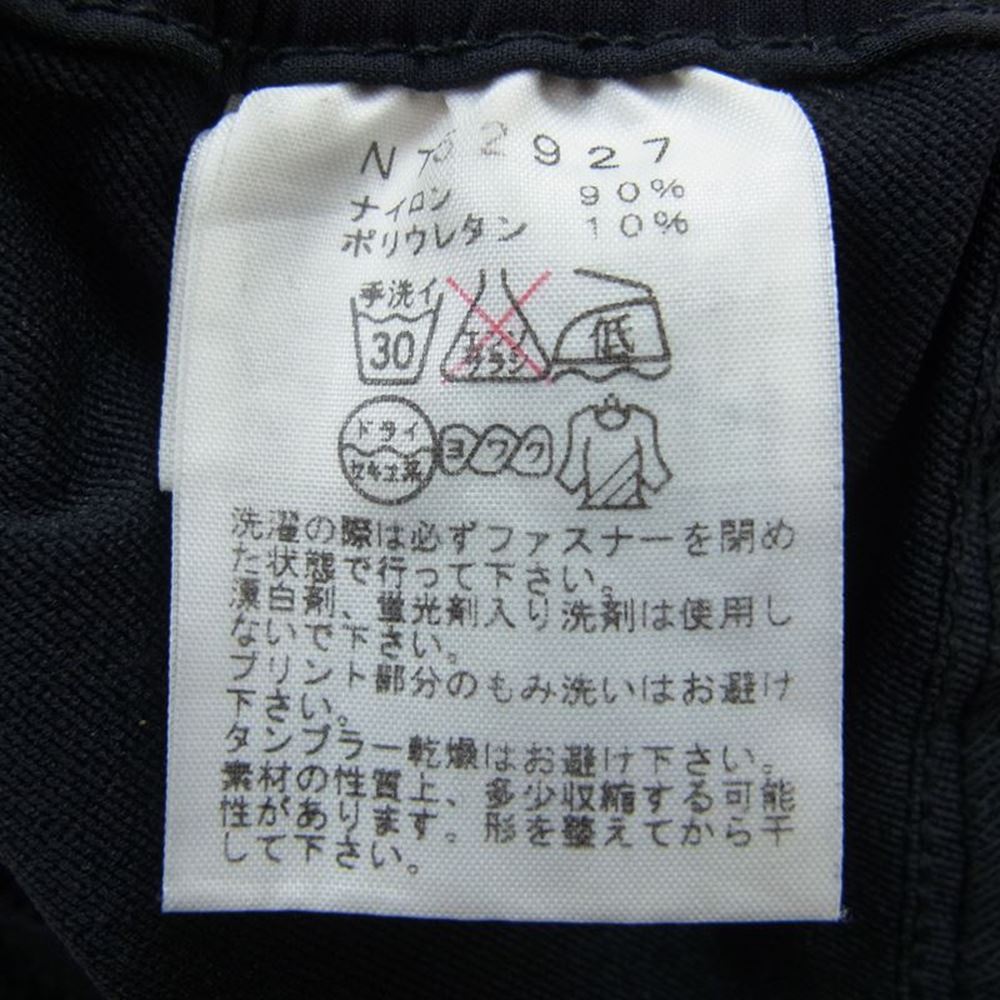 NT62927
ナイロン 90%
ポリウレタン 10%
手洗イ
30
エンソ
サラシ
低
ドライ
セキユ系
ヨワク
洗濯の際は必ずファスナーを閉め
た状態で行って下さい。
漂白剤、蛍光剤入り洗剤は使用し
ないで下さい。
プリント部分のもみ洗いはお避け
下さい。
タンブラー乾燥はお避け下さい。
素材の性質上、多少収縮する可能
性があります。形を整えてから干
して下さい。